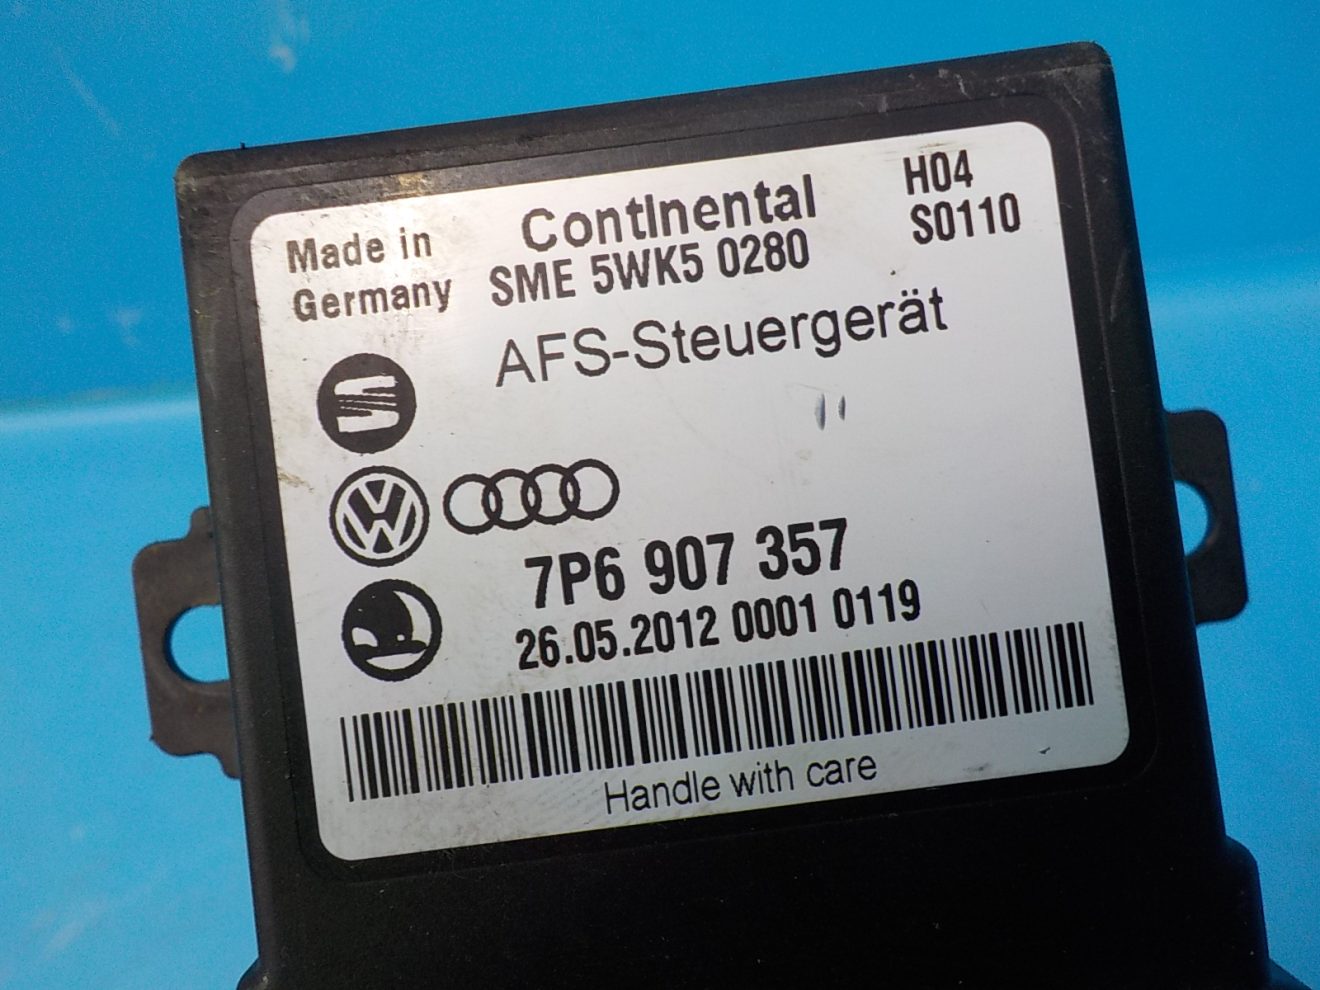 Made in
Germany
Continental
SME 5WK5 0280
H04
S0110
AFS-Steuergerät
7P6 907 357
26.05.2012 0001 0119
Handle with care